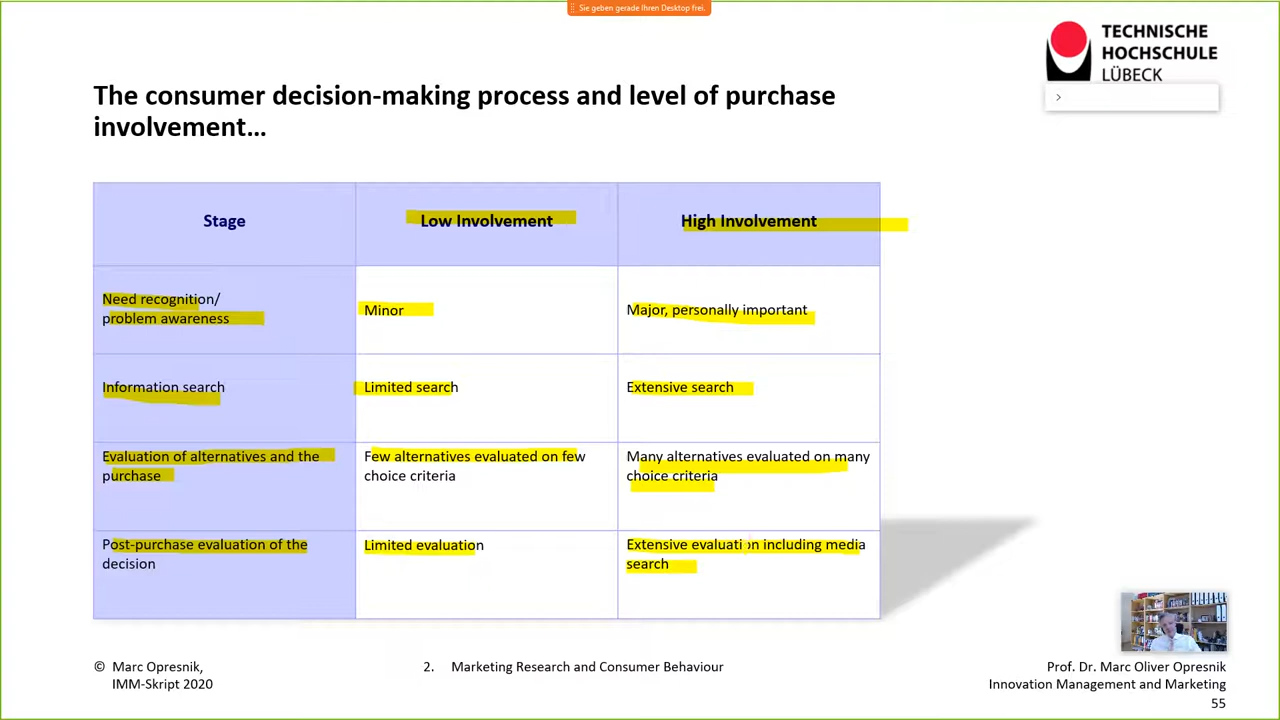 Sie geben gerade Ihren Desktop frei.
TECHNISCHE
HOCHSCHULE
LÜBECK
The consumer decision-making process and level of purchase
involvement…
Stage
Low Involvement
High Involvement
Need recognition/
problem awareness
Minor
Major, personally important
Information search
Limited search
Extensive search
Evaluation of alternatives and the
purchase
Few alternatives evaluated on few
choice criteria
Many alternatives evaluated on many
choice criteria
Post-purchase evaluation of the
decision
Limited evaluation
Extensive evaluation including media
search
© Marc Opresnik,
IMM-Skript 2020
2. Marketing Research and Consumer Behaviour
Prof. Dr. Marc Oliver Opresnik
Innovation Management and Marketing
55